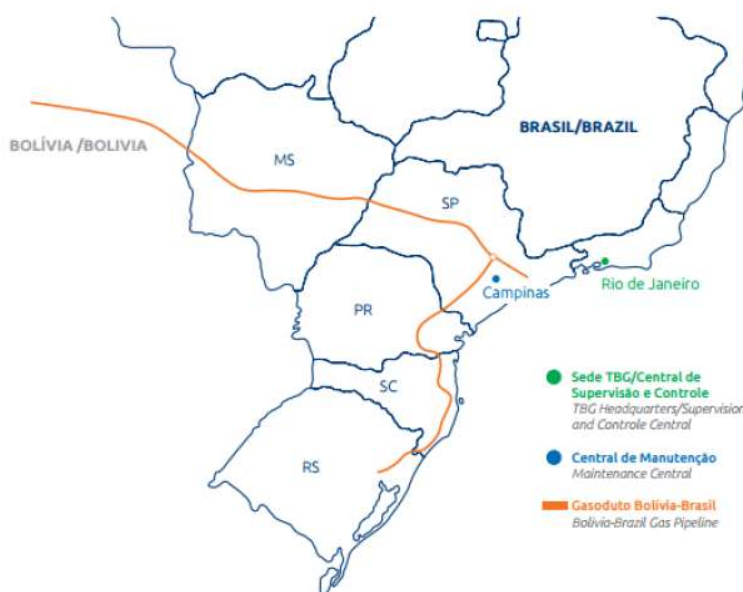 BRASIL/BRAZIL
BOLÍVIA /BOLIVIA
MS
SP
Rio de Janeiro
Campinas
PR
SC
RS
Sede TBG/Central de
Supervisão e Controle
TBG Headquarters/Supervision
and Controle Central
Central de Manutenção
Maintenance Central
Gasoduto Bolívia-Brasil
Bolivia-Brazil Gas Pipeline